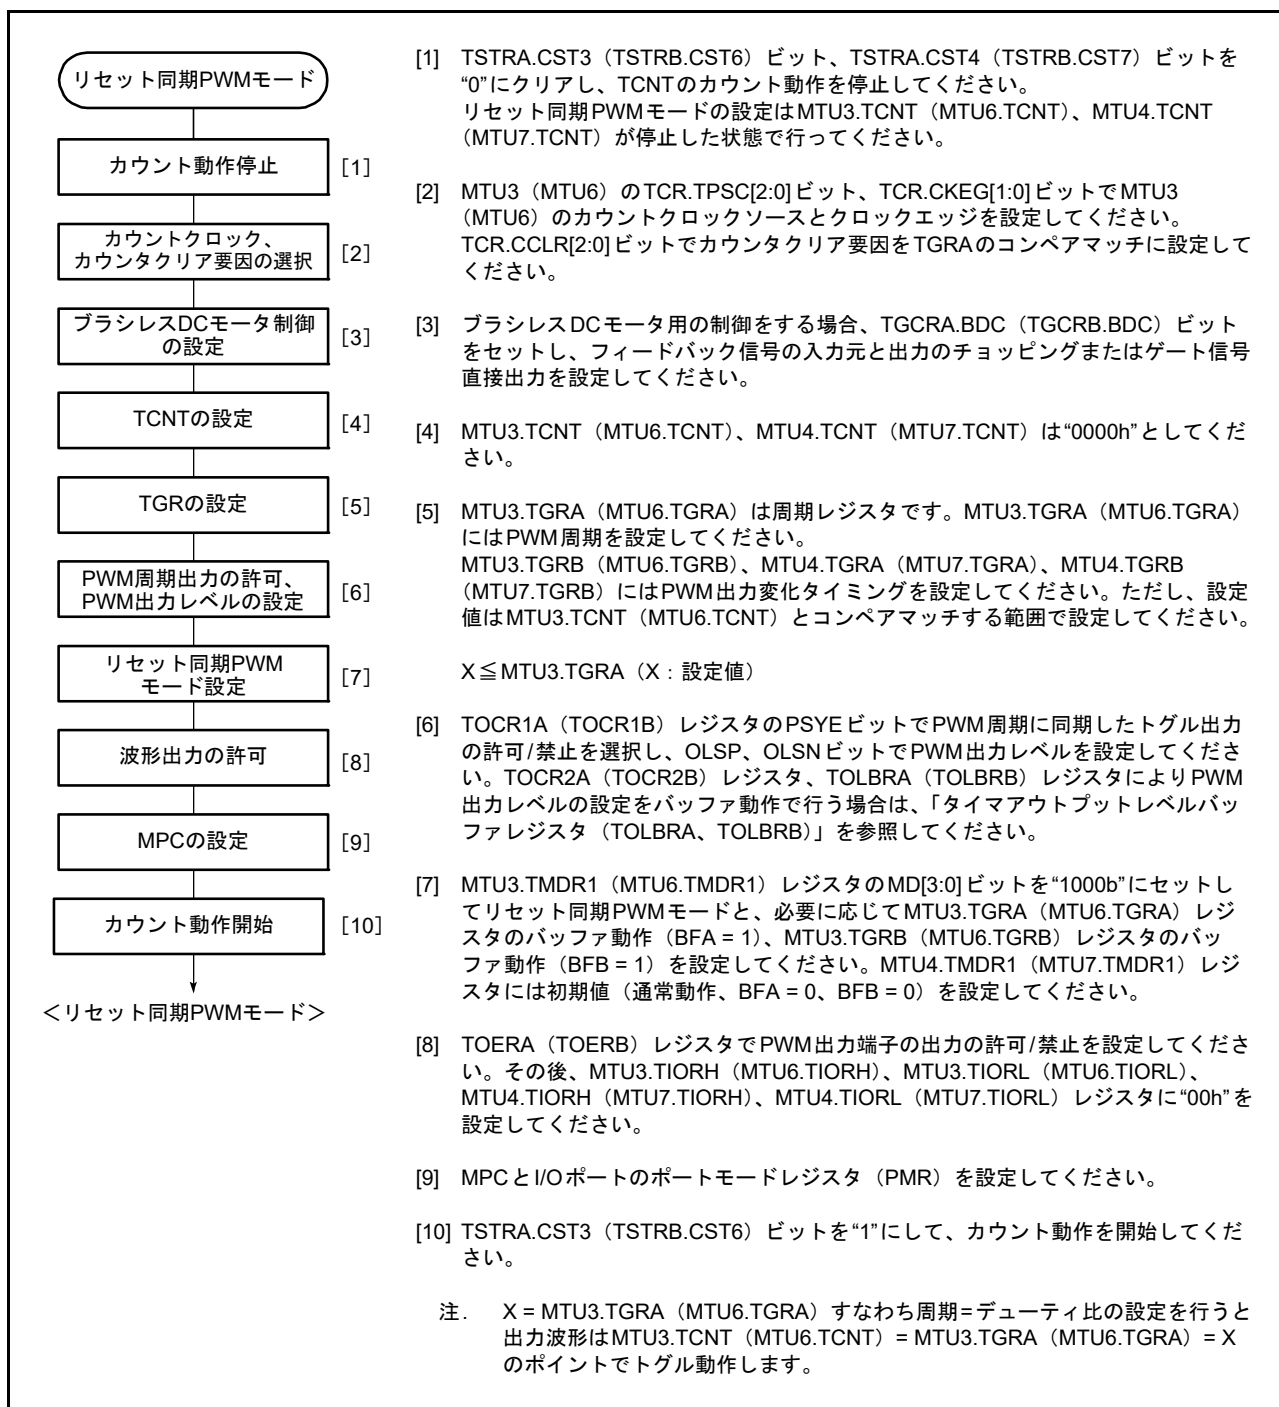 リセット同期PWMモード
カウント動作停止
[1]
カウントクロック、
カウンタクリア要因の選択
[2]
ブラシレスDCモータ制御
の設定
[3]
TCNTの設定
[4]
TGRの設定
[5]
PWM周期出力の許可、
PWM出力レベルの設定
[6]
リセット同期PWM
モード設定
[7]
波形出力の許可
[8]
MPCの設定
[9]
カウント動作開始
[10]
＜リセット同期PWMモード＞
[1] TSTRA.CST3（TSTRB.CST6）ビット、TSTRA.CST4（TSTRB.CST7）ビットを
“0”にクリアし、TCNTのカウント動作を停止してください。
リセット同期PWMモードの設定はMTU3.TCNT（MTU6.TCNT）、MTU4.TCNT
（MTU7.TCNT）が停止した状態で行ってください。
[2] MTU3（MTU6）のTCR.TPSC[2:0]ビット、TCR.CKEG[1:0]ビットでMTU3
（MTU6）のカウントクロックソースとクロックエッジを設定してください。
TCR.CCLR[2:0]ビットでカウンタクリア要因をTGRAのコンペアマッチに設定して
ください。
[3] ブラシレスDCモータ用の制御をする場合、TGCRA.BDC（TGCRB.BDC）ビット
をセットし、フィードバック信号の入力元と出力のチョッピングまたはゲート信号
直接出力を設定してください。
[4] MTU3.TCNT（MTU6.TCNT）、MTU4.TCNT（MTU7.TCNT）は“0000h”としてくだ
さい。
[5] MTU3.TGRA（MTU6.TGRA）は周期レジスタです。MTU3.TGRA（MTU6.TGRA）
にはPWM周期を設定してください。
MTU3.TGRB（MTU6.TGRB）、MTU4.TGRA（MTU7.TGRA）、MTU4.TGRB
（MTU7.TGRB）にはPWM出力変化タイミングを設定してください。ただし、設定
値はMTU3.TCNT（MTU6.TCNT）とコンペアマッチする範囲で設定してください。
X≦MTU3.TGRA（X：設定値）
[6] TOCR1A（TOCR1B）レジスタのPSYEビットでPWM周期に同期したトグル出力
の許可/禁止を選択し、OLSP、OLSNビットでPWM出力レベルを設定してくださ
い。TOCR2A（TOCR2B）レジスタ、TOLBRA（TOLBRB）レジスタによりPWM
出力レベルの設定をバッファ動作で行う場合は、「タイマアウトプットレベルバッ
ファレジスタ（TOLBRA、TOLBRB）」を参照してください。
[7] MTU3.TMDR1（MTU6.TMDR1）レジスタのMD[3:0]ビットを“1000b”にセットし
てリセット同期PWMモードと、必要に応じてMTU3.TGRA（MTU6.TGRA）レジ
スタのバッファ動作（BFA = 1）、MTU3.TGRB（MTU6.TGRB）レジスタのバッ
ファ動作（BFB = 1）を設定してください。MTU4.TMDR1（MTU7.TMDR1）レジ
スタには初期値（通常動作、BFA = 0、BFB = 0）を設定してください。
[8] TOERA（TOERB）レジスタでPWM出力端子の出力の許可/禁止を設定してくださ
い。その後、MTU3.TIORH（MTU6.TIORH）、MTU3.TIORL（MTU6.TIORL）、
MTU4.TIORH（MTU7.TIORH）、MTU4.TIORL（MTU7.TIORL）レジスタに“00h”を
設定してください。
[9] MPCとI/Oポートのポートモードレジスタ（PMR）を設定してください。
[10] TSTRA.CST3（TSTRB.CST6）ビットを“1”にして、カウント動作を開始してくだ
さい。
注. X = MTU3.TGRA（MTU6.TGRA）すなわち周期=デューティ比の設定を行うと
出力波形はMTU3.TCNT（MTU6.TCNT）= MTU3.TGRA（MTU6.TGRA）= X
のポイントでトグル動作します。